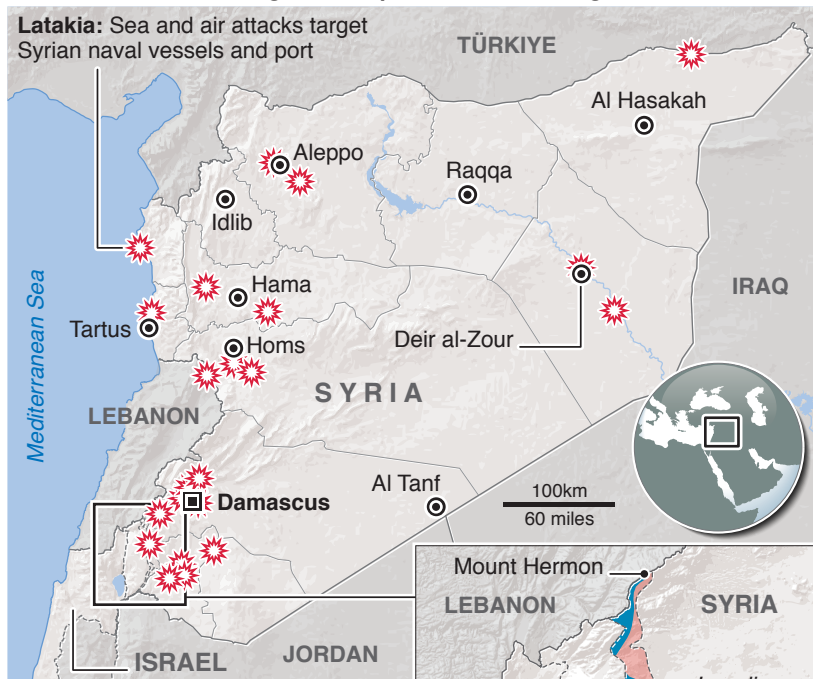 Latakia: Sea and air attacks target
Syrian naval vessels and port
TÜRKIYE
Al Hasakah
Aleppo
Raqqa
Idlib
Mediterranean Sea
Hama
IRAQ
Tartus
Deir al-Zour
Homs
SYRIA
LEBANON
Al Tanf
100km
60 miles
Damascus
Mount Hermon
LEBANON
SYRIA
ISRAEL
JORDAN